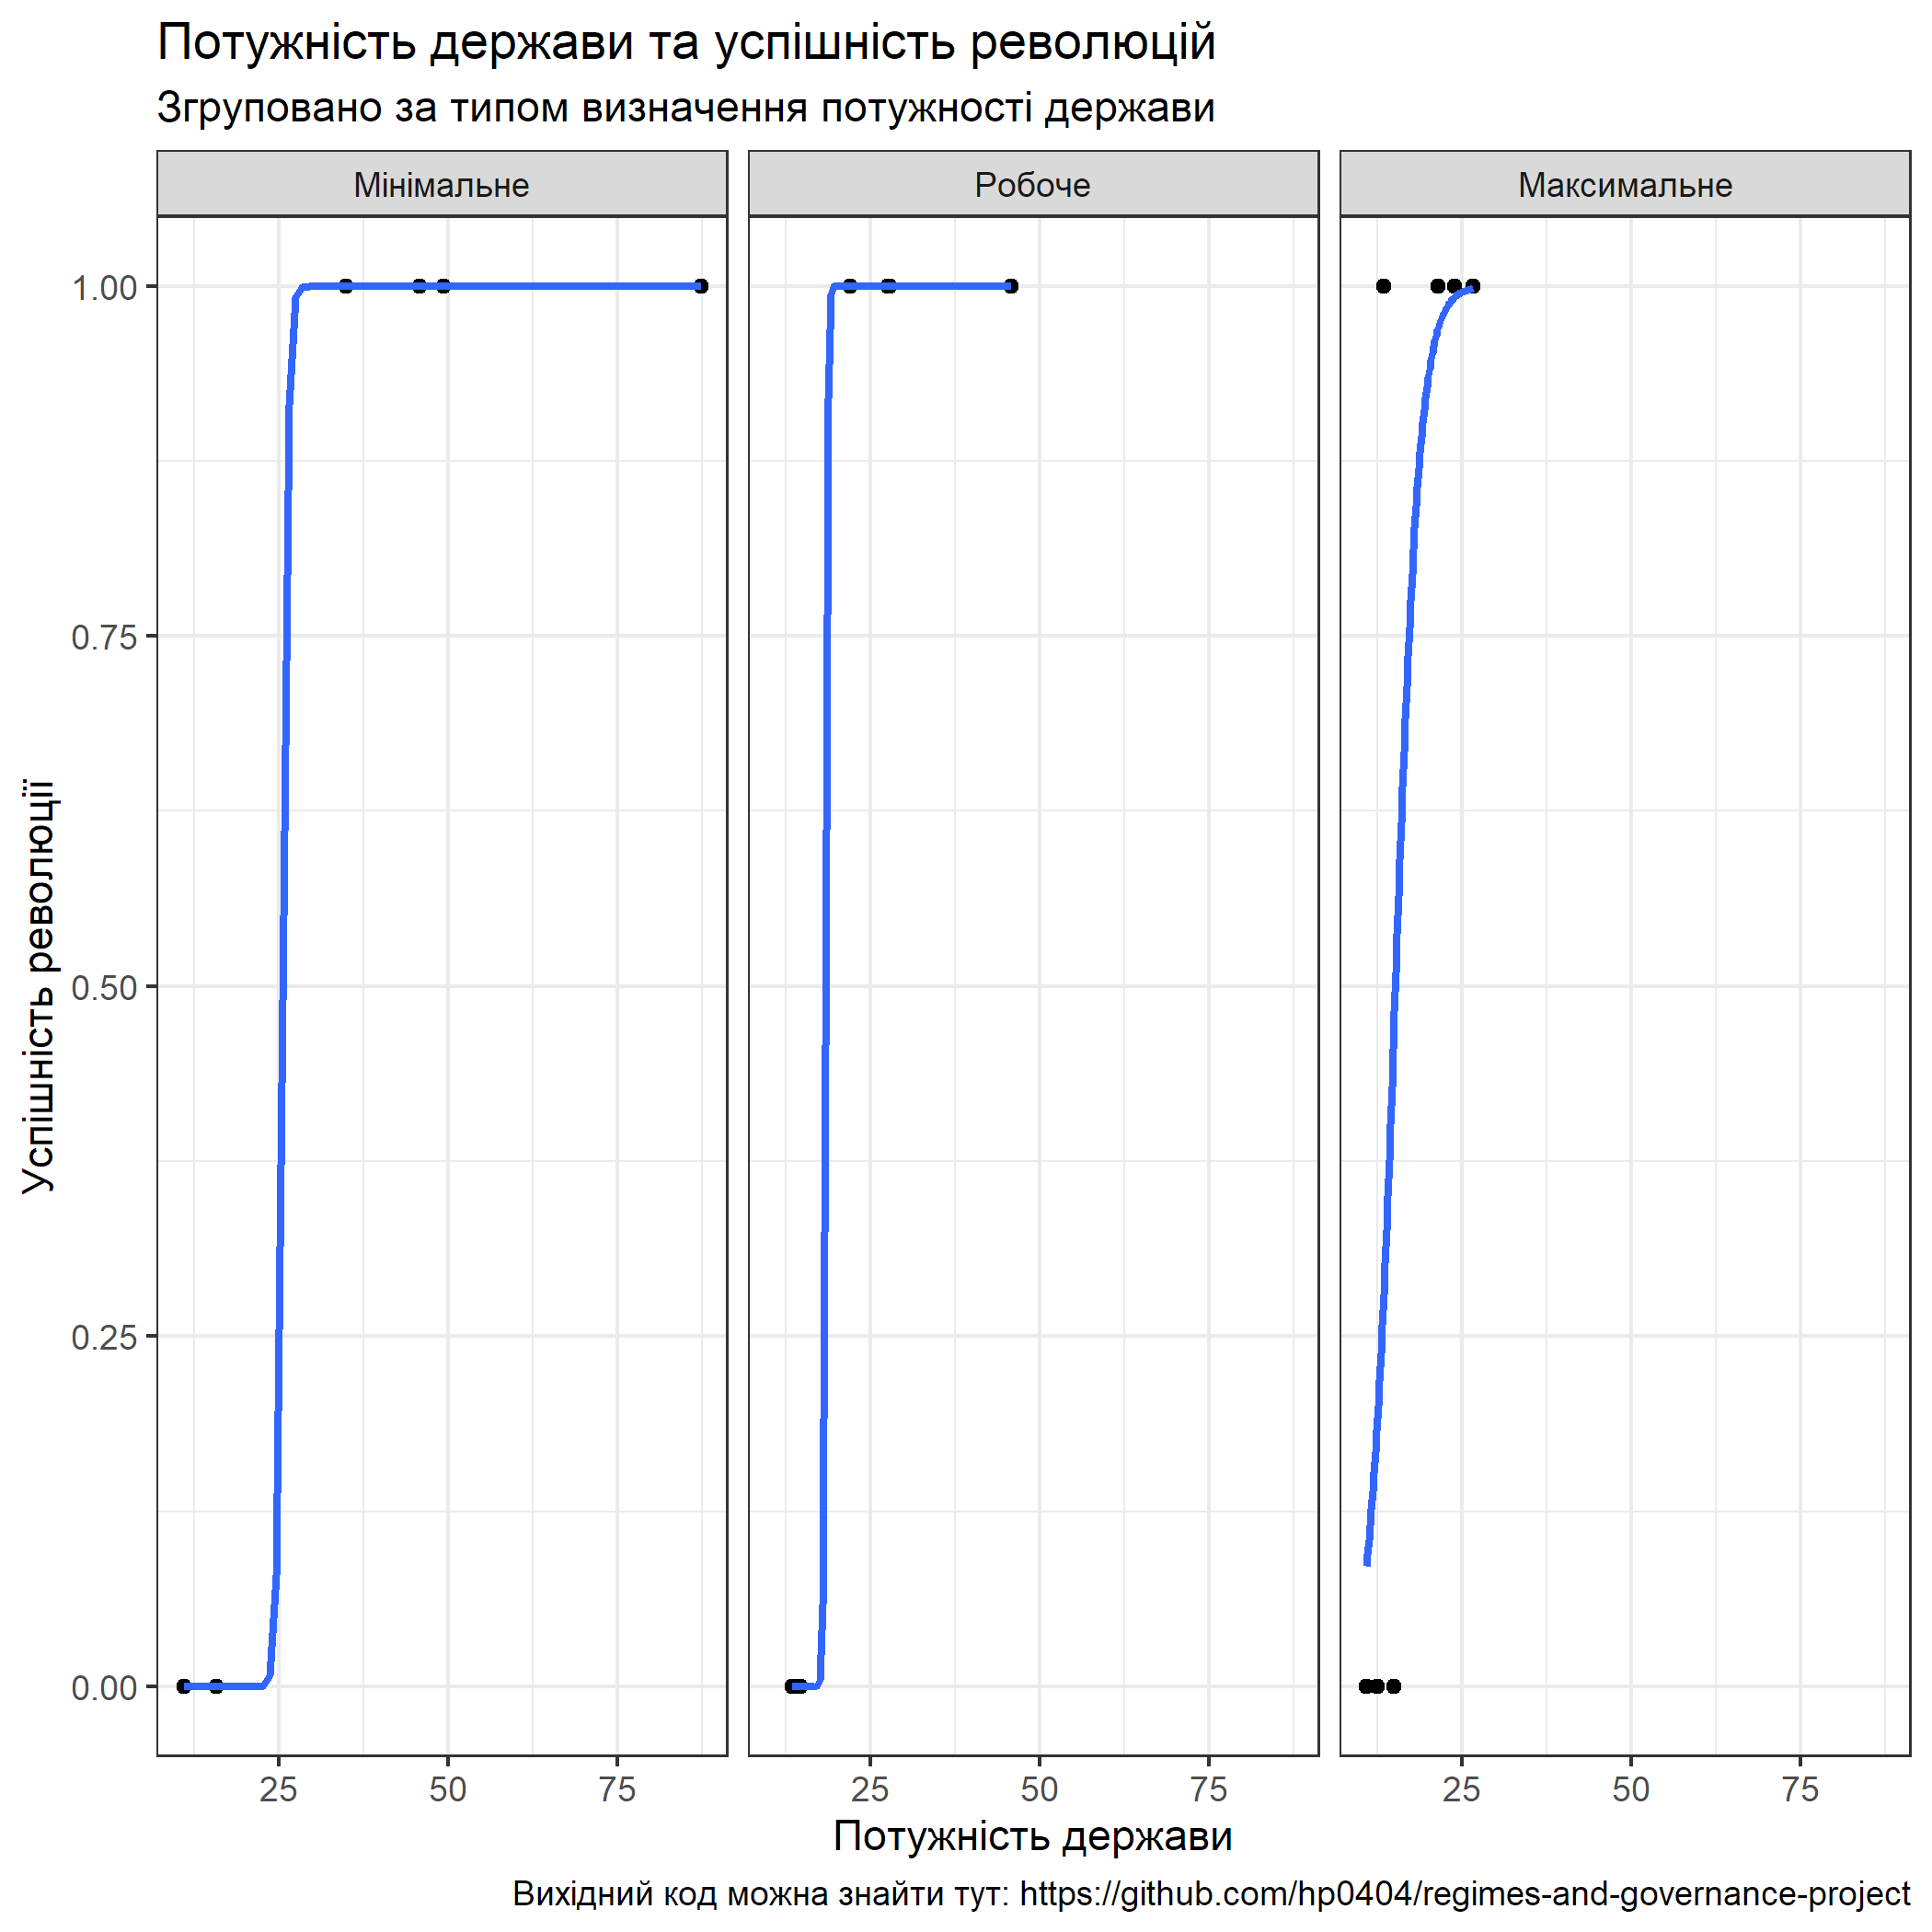 Потужність держави та успішність революцій
Згруповано за типом визначення потужності держави
Мінімальне
Робоче
Максимальне
Успішність революції
1.00
0.75
0.50
0.25
0.00
25 50 75
25 50 75
25 50 75
Потужність держави
Вихідний код можна знайти тут: https://github.com/hp0404/regimes-and-governance-project